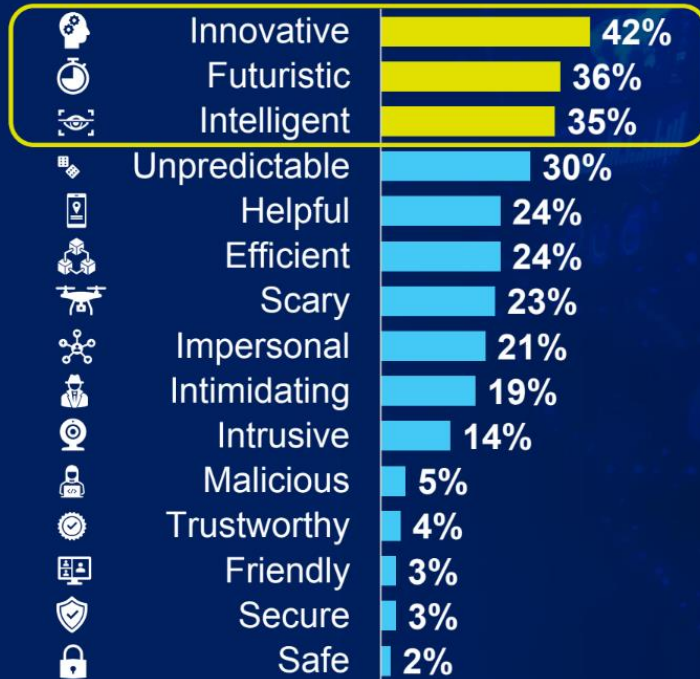 Innovative 42%
Futuristic 36%
Intelligent 35%
Unpredictable 30%
Helpful 24%
Efficient 24%
Scary 23%
Impersonal 21%
Intimidating 19%
Intrusive 14%
Malicious 5%
Trustworthy 4%
Friendly 3%
Secure 3%
Safe 2%